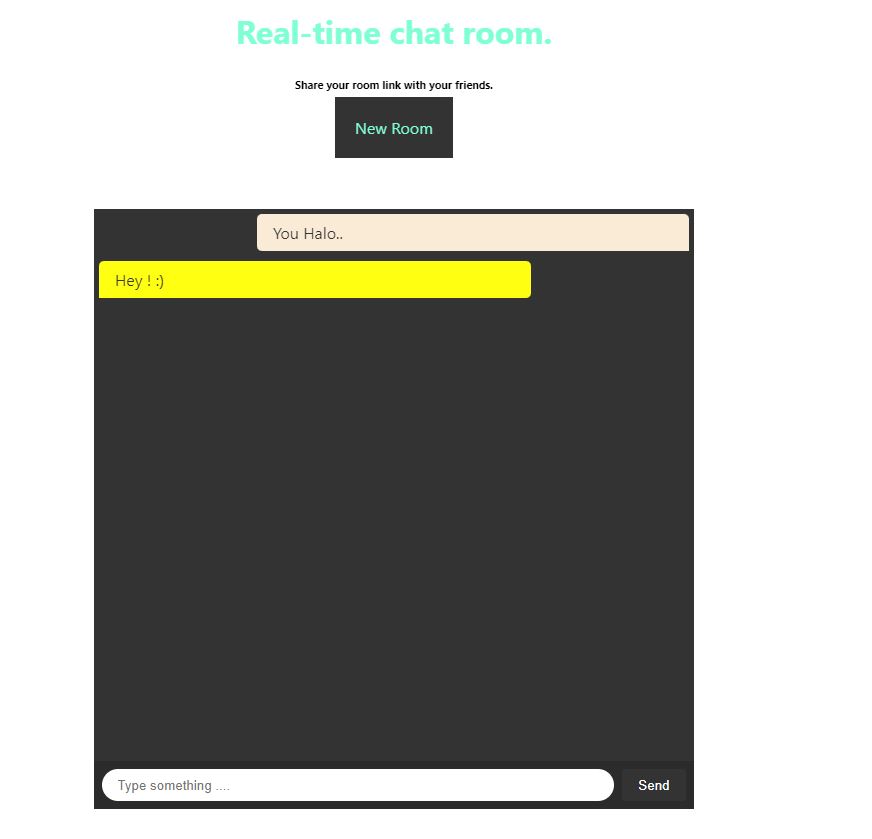 Real-time chat room.
Share your room link with your friends.
New Room
You Halo..
Hey ! :)
Type something ....
Send